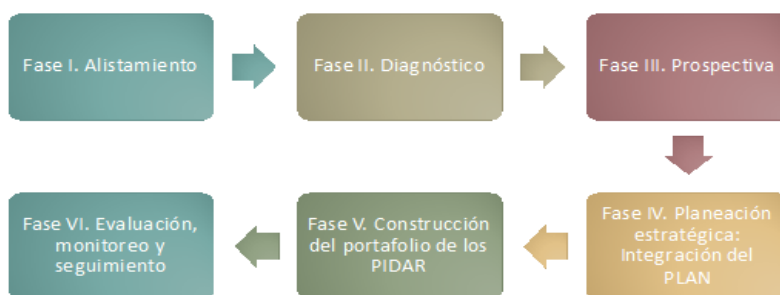 Fase I. Alistamiento
Fase II. Diagnóstico
Fase III. Prospectiva
Fase IV. Planeación
estratégica:
Integración del
PLAN
Fase V. Construcción
del portafolio de los
PIDAR
Fase VI. Evaluación,
monitoreo y
seguimiento